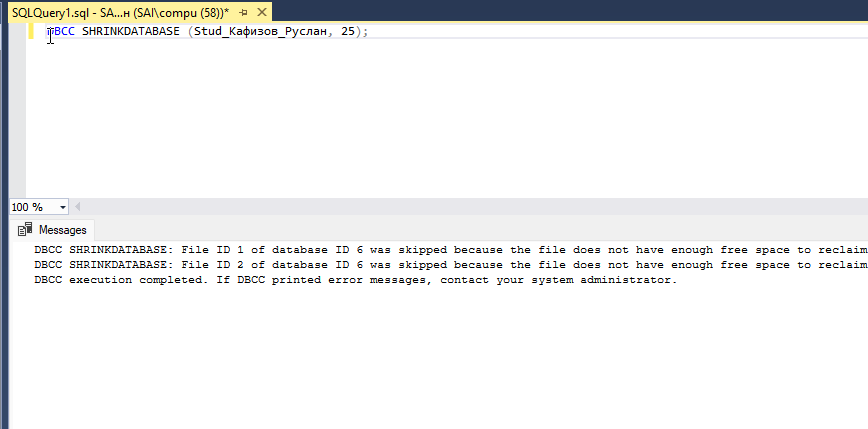 SQLQuery1.sql - SA...н (SAI\compu (58))*
DBCC SHRINKDATABASE (Stud_Кафизов_Руслан, 25);
100 %
Messages
DBCC SHRINKDATABASE: File ID 1 of database ID 6 was skipped because the file does not have enough free space to reclaim
DBCC SHRINKDATABASE: File ID 2 of database ID 6 was skipped because the file does not have enough free space to reclaim
DBCC execution completed. If DBCC printed error messages, contact your system administrator.